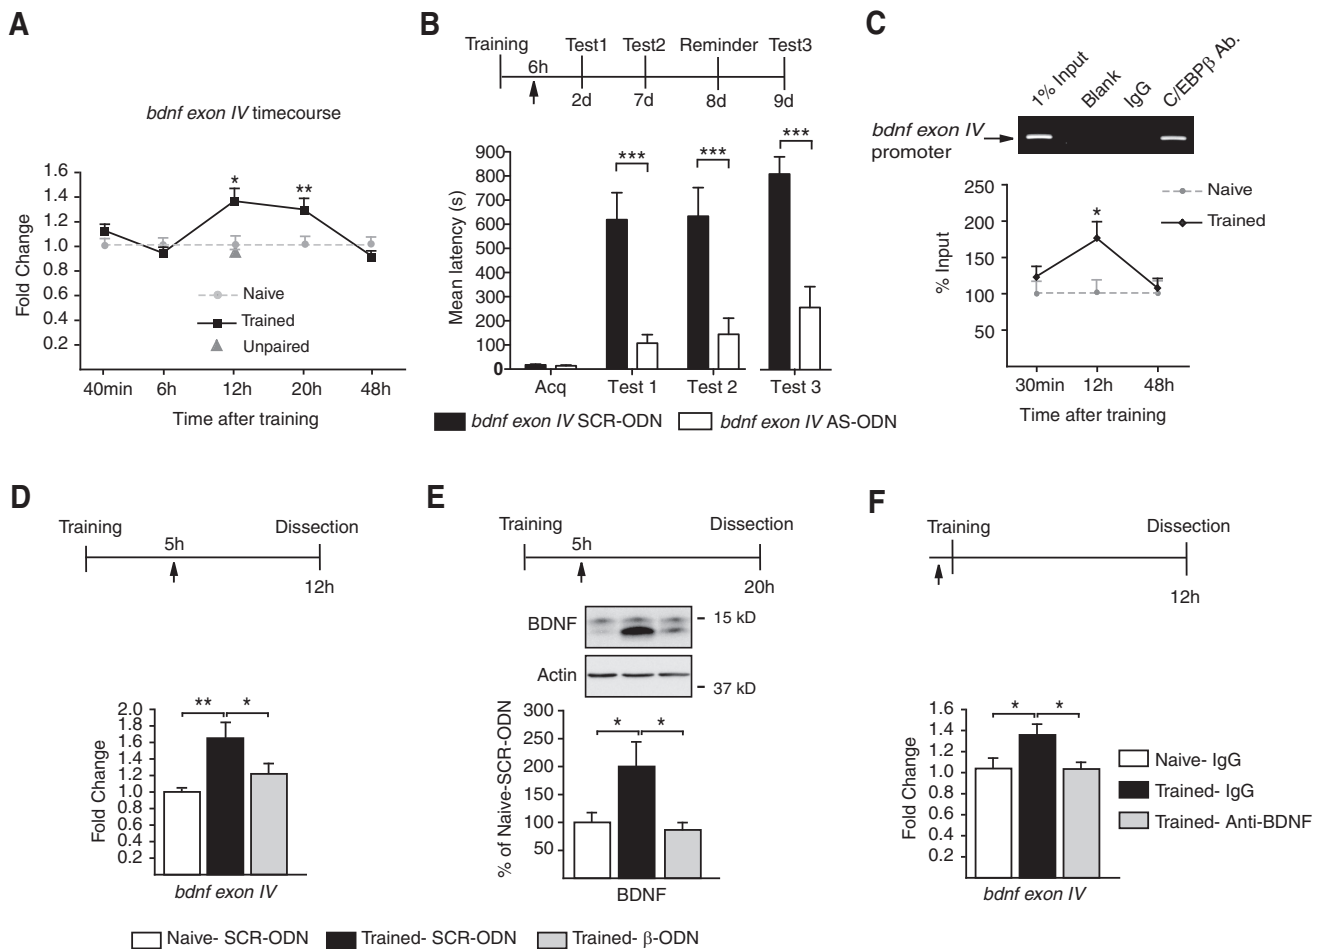 A
bdnf exon IV timecourse
Fold Change
1.6
1.4
1.2
1.0
0.8
0.6
0.4
0.2
*
**
Naive
Trained
Unpaired
40min 6h 12h 20h 48h
Time after training
B
Training Test1 Test2 Reminder Test3
6h
2d 7d 8d 9d
Mean latency (s)
900
800
700
600
500
400
300
200
100
0
*** *** ***
Acq Test 1 Test 2 Test 3
bdnf exon IV SCR-ODN bdnf exon IV AS-ODN
C
1% Input Blank IgG C/EBPβ Ab.
bdnf exon IV
promoter
Naive
Trained
% Input
200
150
100
50
*
30min 12h 48h
Time after training
D
Training Dissection
5h
12h
Fold Change
2.0
1.8
1.6
1.4
1.2
1.0
0.8
0.6
0.4
0.2
** *
bdnf exon IV
E
Training Dissection
5h
20h
BDNF
15 kD
Actin
37 kD
% of Naive-SCR-ODN
300
250
200
150
100
50
* *
BDNF
Naive- SCR-ODN Trained- SCR-ODN Trained- β-ODN
F
Training Dissection
12h
Fold Change
1.6
1.4
1.2
1.0
0.8
0.6
0.4
0.2
* *
bdnf exon IV
Naive- IgG
Trained- IgG
Trained- Anti-BDNF